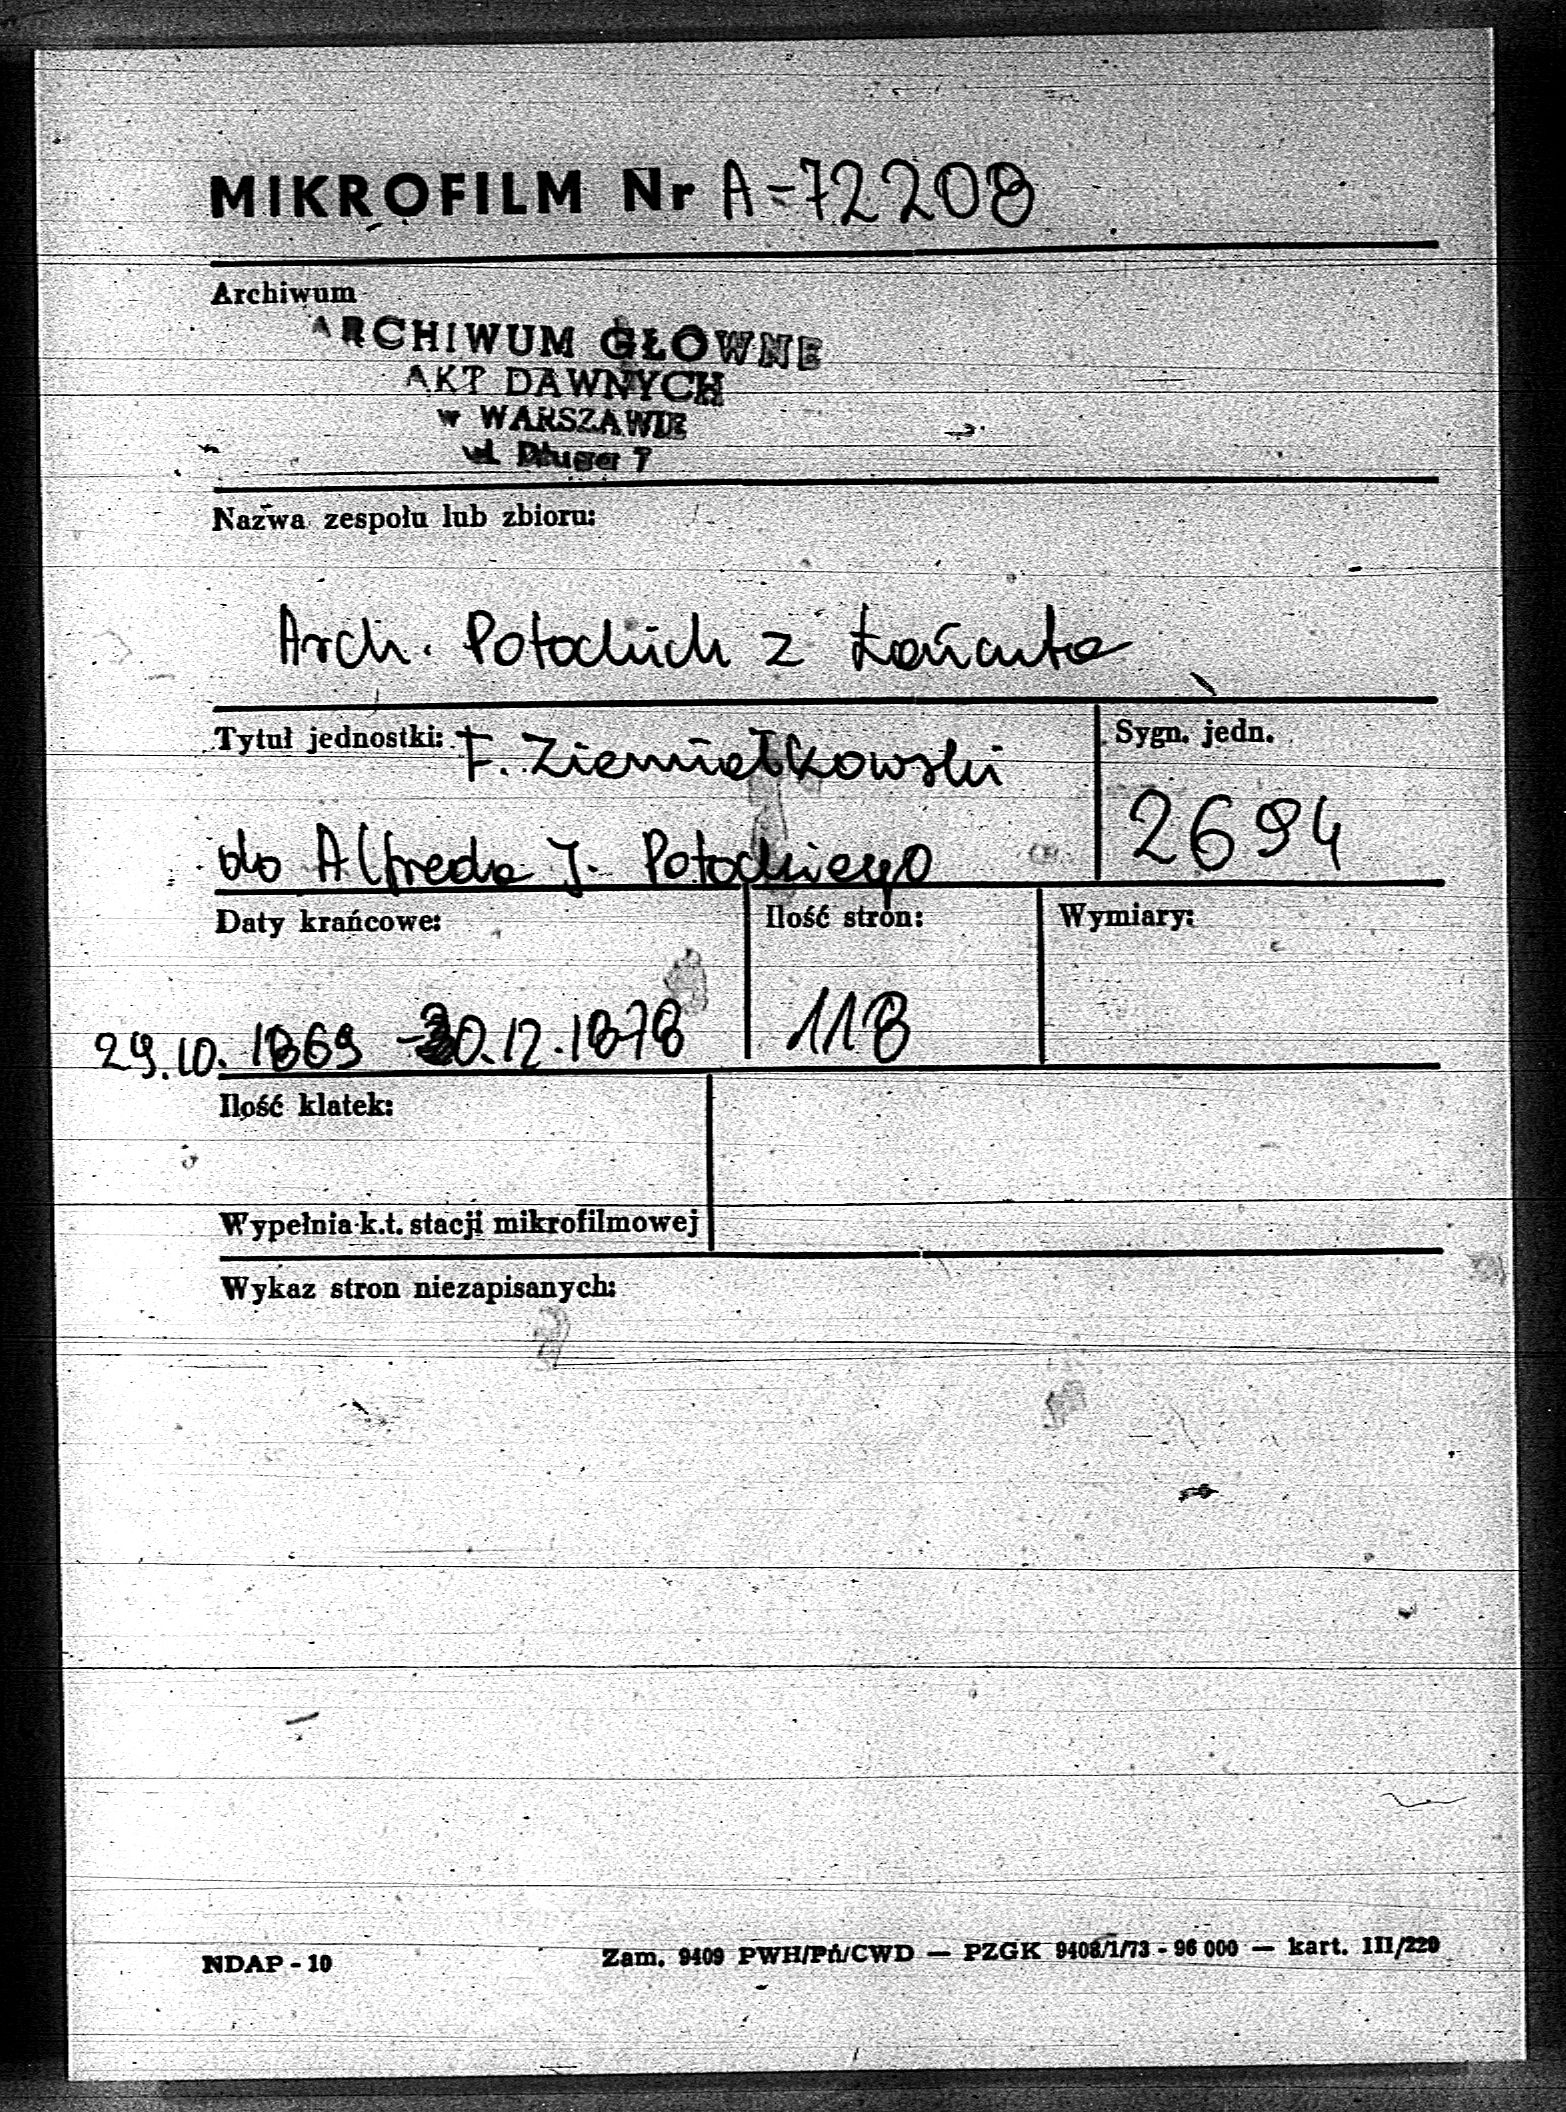 MIKROFILM Nr A-72208
Archiwum
ARCHIWUM GŁOWNE
AKT DAWNYCH
w WARSZAWIE
ul. Długa 7
Nazwa zespołu lub zbioru:
Arch. Potockich z Łańcuta
Tytuł jednostki: F. Ziemiałkowski
Sygn. jedn.
do Alfreda J. Potockiego
2694
Daty krańcowe:
Ilość stron:
Wymiary:
29.10.1869 - 30.12.1878
118
Ilość klatek:
Wypełnia k.t. stacji mikrofilmowej
Wykaz stron niezapisanych:
NDAP - 10
Zam. 9409 PWH/Pń/CWD — PZGK 9408/1/73 - 96 000 — kart. III/220